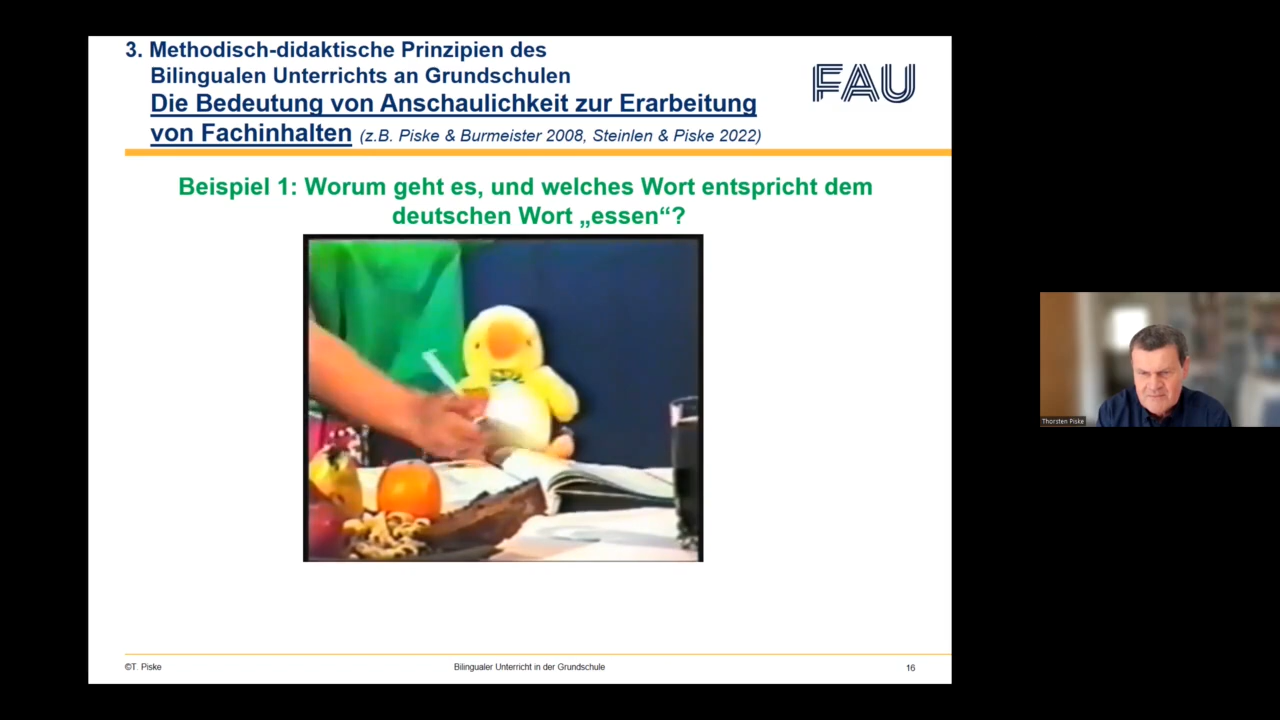 3. Methodisch-didaktische Prinzipien des
Bilingualen Unterrichts an Grundschulen
Die Bedeutung von Anschaulichkeit zur Erarbeitung
von Fachinhalten (z.B. Piske & Burmeister 2008, Steinlen & Piske 2022)
FAU
Beispiel 1: Worum geht es, und welches Wort entspricht dem
deutschen Wort „essen“?
Thorsten Piske
©T. Piske
Bilingualer Unterricht in der Grundschule
16